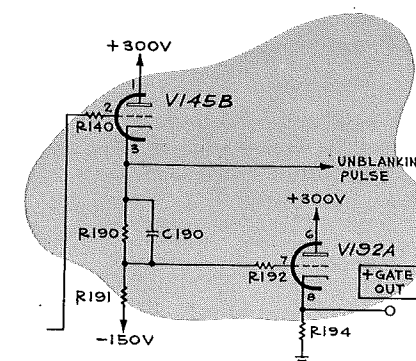 +300V
1
2
V145B
R140
3
UNBLANKIN
PULSE
+300V
6
R190
C190
V192A
7
R192
+GATE
OUT
R191
8
R194
-150V